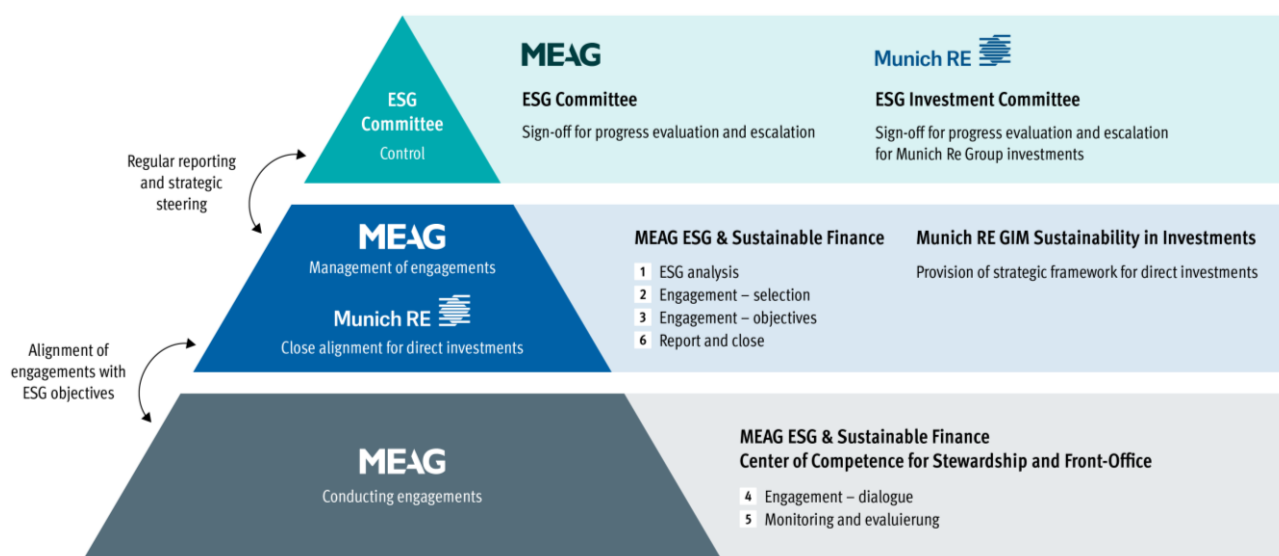 MEAG
Munich RE
ESG
Committee
Control
ESG Committee
Sign-off for progress evaluation and escalation
ESG Investment Committee
Sign-off for progress evaluation and escalation
for Munich Re Group investments
Regular reporting
and strategic
steering
MEAG
Management of engagements
Munich RE
Close alignment for direct investments
MEAG ESG & Sustainable Finance
1 ESG analysis
2 Engagement – selection
3 Engagement – objectives
6 Report and close
Munich RE GIM Sustainability in Investments
Provision of strategic framework for direct investments
Alignment of
engagements with
ESG objectives
MEAG
Conducting engagements
MEAG ESG & Sustainable Finance
Center of Competence for Stewardship and Front-Office
4 Engagement – dialogue
5 Monitoring and evaluierung